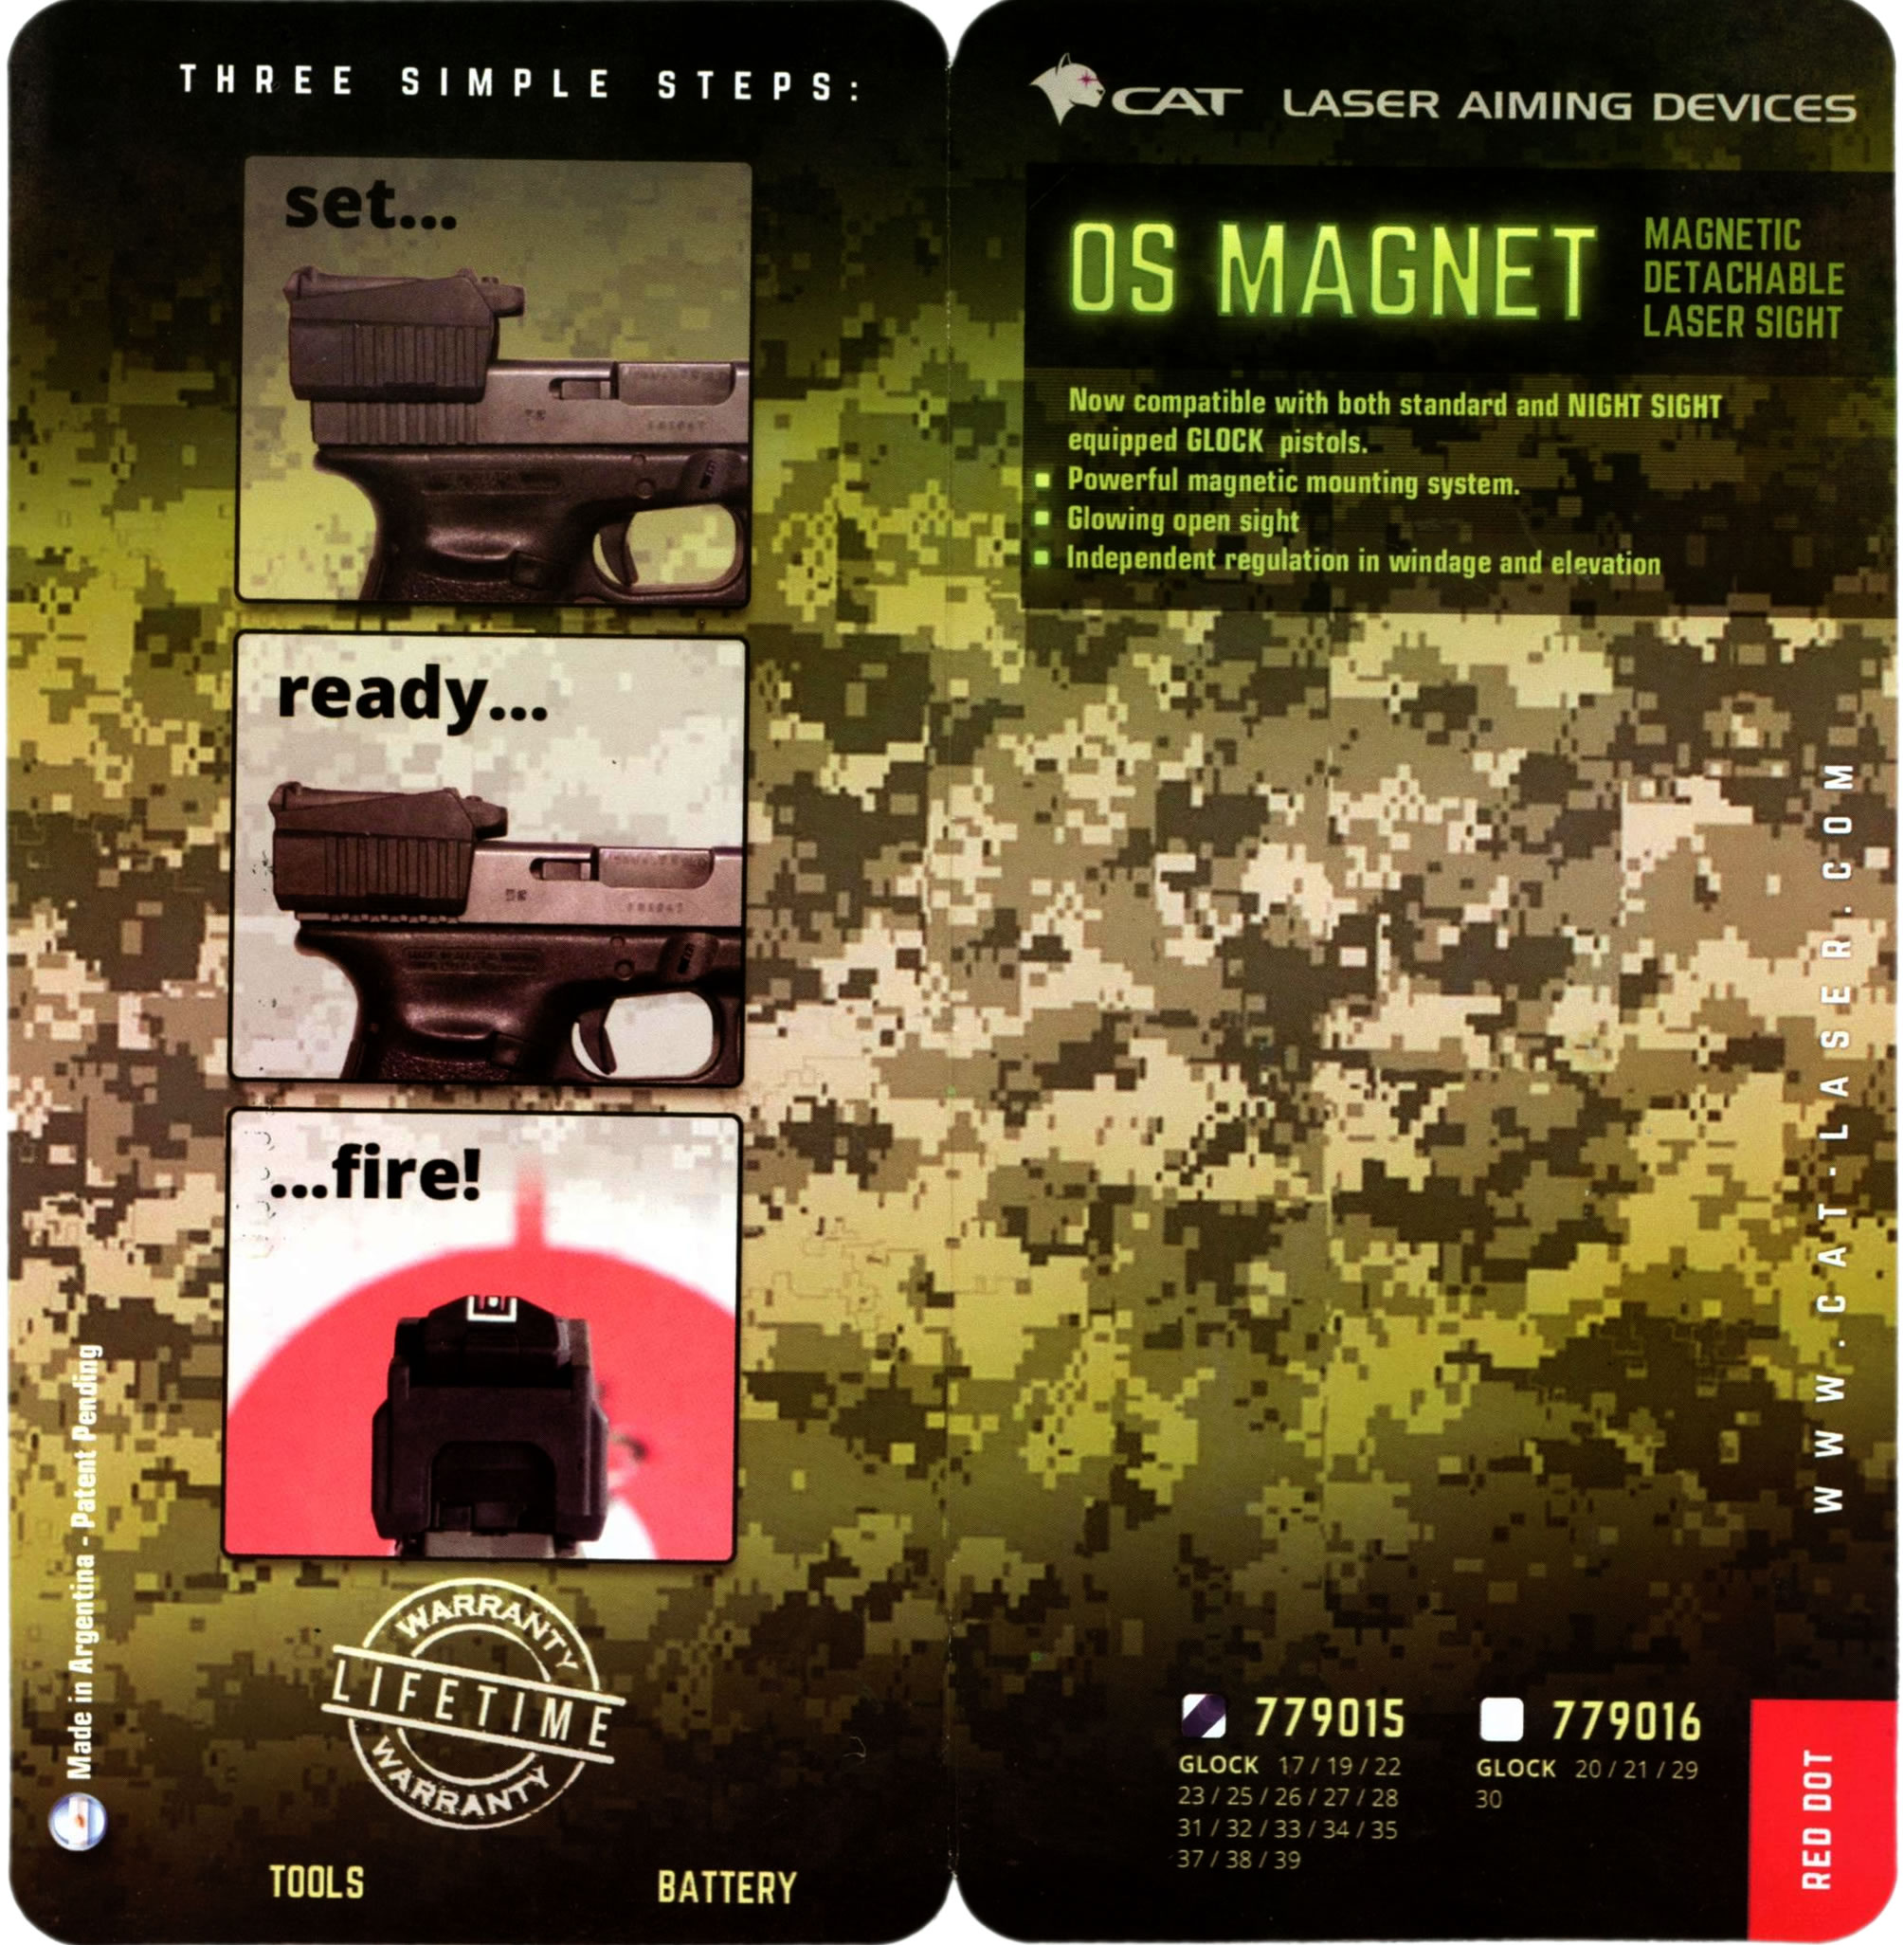 THREE SIMPLE STEPS:
set...
ready...
...fire!
Made in Argentina - Patent Pending
WARRANTY
LIFETIME
WARRANTY
TOOLS
BATTERY
CAT LASER AIMING DEVICES
OS MAGNET
MAGNETIC
DETACHABLE
LASER SIGHT
Now compatible with both standard and NIGHT SIGHT
equipped GLOCK pistols.
Powerful magnetic mounting system.
Glowing open sight
Independent regulation in windage and elevation
WWW.CAT-LASER.COM
779015
GLOCK 17 / 19 / 22
23 / 25 / 26 / 27 / 28
31 / 32 / 33 / 34 / 35
37 / 38 / 39
779016
GLOCK 20 / 21 / 29
30
RED DOT